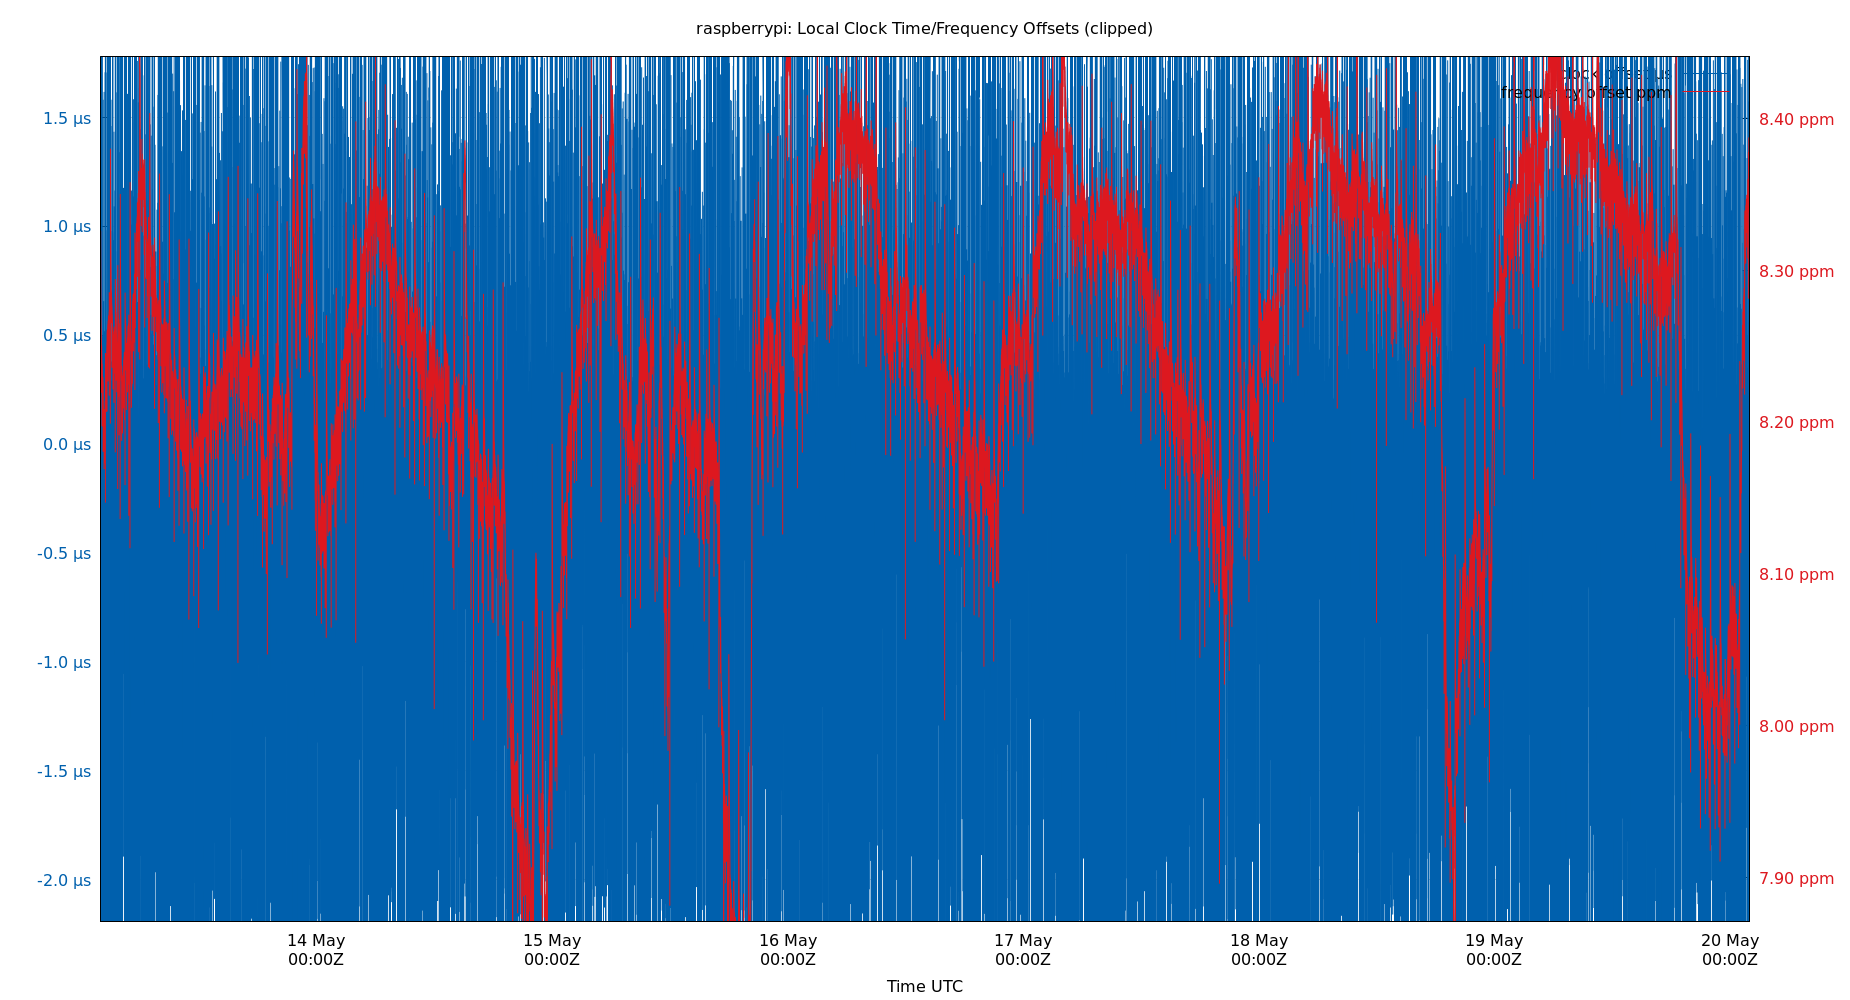 raspberrypi: Local Clock Time/Frequency Offsets (clipped)
clock offset us
frequency offset ppm
1.5 µs
1.0 µs
0.5 µs
0.0 µs
-0.5 µs
-1.0 µs
-1.5 µs
-2.0 µs
8.40 ppm
8.30 ppm
8.20 ppm
8.10 ppm
8.00 ppm
7.90 ppm
14 May 15 May 16 May 17 May 18 May 19 May 20 May
00:00Z 00:00Z 00:00Z 00:00Z 00:00Z 00:00Z 00:00Z
Time UTC